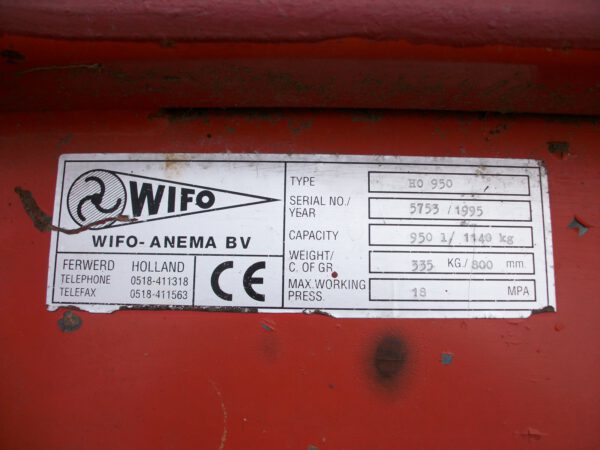 WIFO
WIFO-ANEMA BV
FERWERD HOLLAND
TELEPHONE 0518-411318
TELEFAX 0518-411563
CE
TYPE HO 950
SERIAL NO./
YEAR 5753/1995
CAPACITY 950 l/ 1140 kg
WEIGHT/
C. OF GR. 335 KG/800 mm
MAX.WORKING
PRESS. 18 MPA